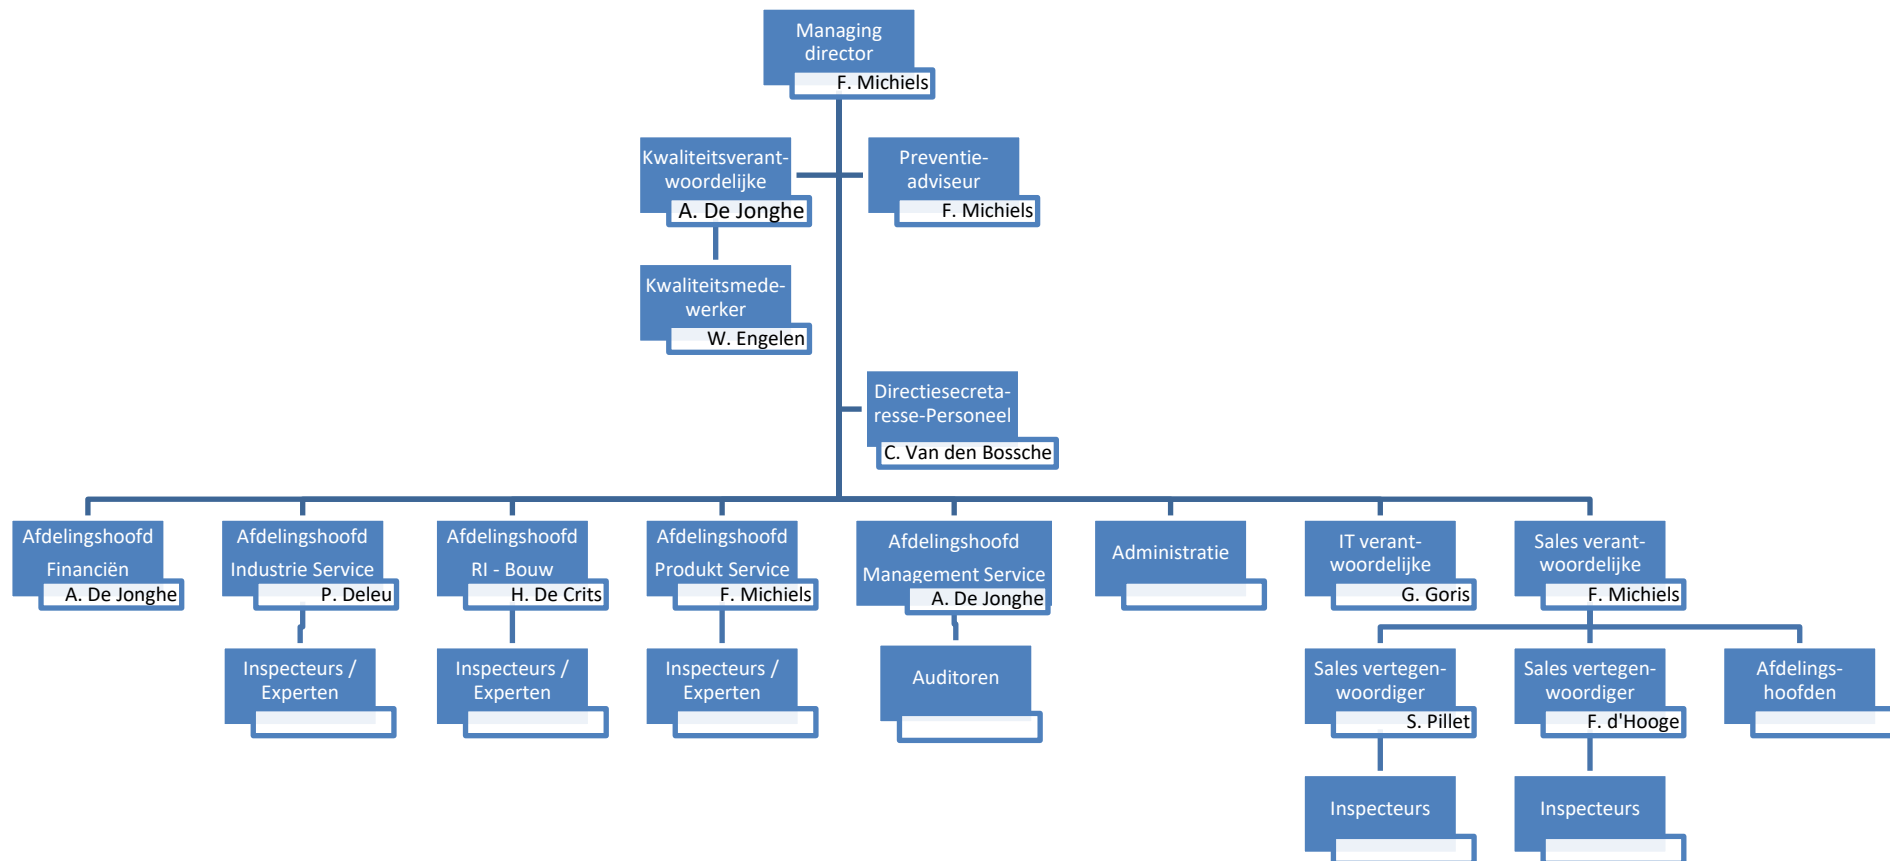 Managing
director
F. Michiels
Kwaliteitsverant-
woordelijke
A. De Jonghe
Preventie-
adviseur
F. Michiels
Kwaliteitsmede-
werker
W. Engelen
Directiesecreta-
resse-Personeel
C. Van den Bossche
Afdelingshoofd
Financiën
A. De Jonghe
Afdelingshoofd
Industrie Service
P. Deleu
Afdelingshoofd
RI - Bouw
H. De Crits
Afdelingshoofd
Produkt Service
F. Michiels
Afdelingshoofd
Management Service
A. De Jonghe
Administratie
IT verant-
woordelijke
G. Goris
Sales verant-
woordelijke
F. Michiels
Inspecteurs /
Experten
Inspecteurs /
Experten
Inspecteurs /
Experten
Auditoren
Sales vertegen-
woordiger
S. Pillet
Sales vertegen-
woordiger
F. d'Hooge
Afdelings-
hoofden
Inspecteurs
Inspecteurs